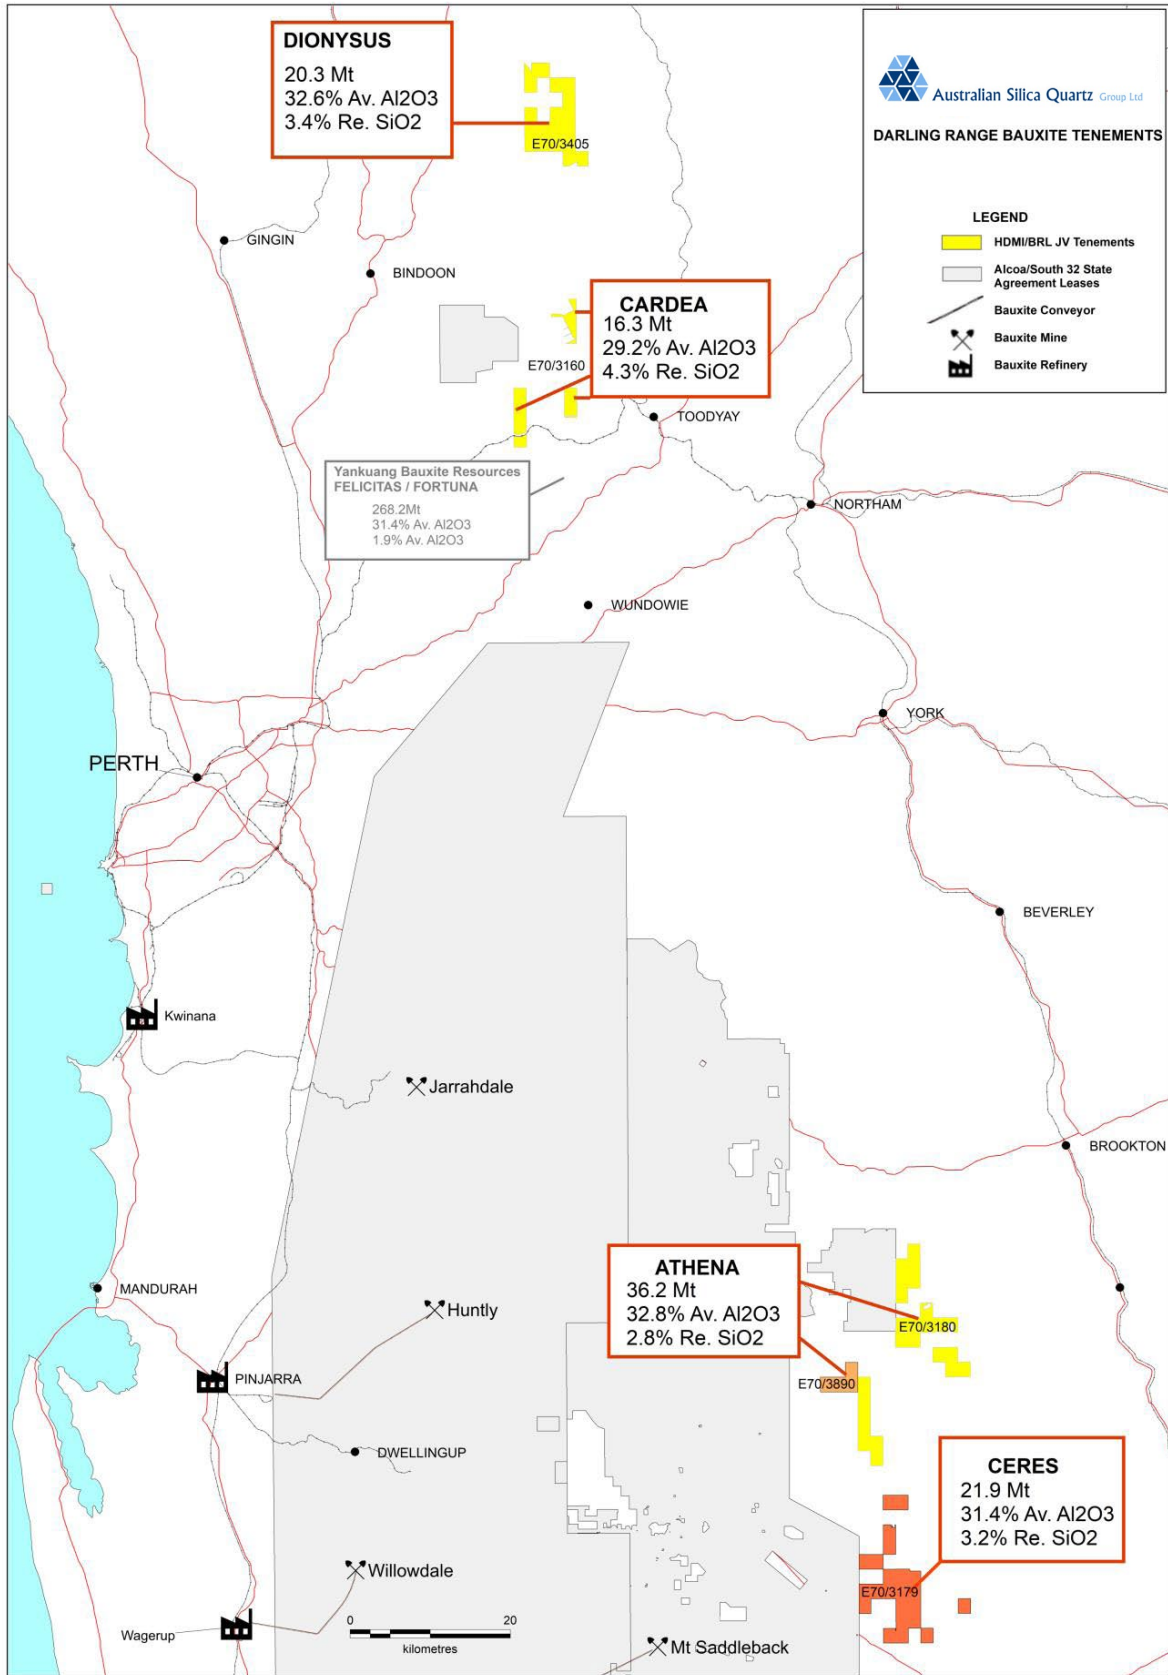 DIONYSUS
20.3 Mt
32.6% Av. Al2O3
3.4% Re. SiO2
E70/3405
Australian Silica Quartz Group Ltd
DARLING RANGE BAUXITE TENEMENTS
LEGEND
HDMI/BRL JV Tenements
Alcoa/South 32 State
Agreement Leases
Bauxite Conveyor
Bauxite Mine
Bauxite Refinery
GINGIN
BINDOON
CARDEA
16.3 Mt
29.2% Av. Al2O3
4.3% Re. SiO2
E70/3160
TOODYAY
Yankuang Bauxite Resources
FELICITAS / FORTUNA
268.2Mt
31.4% Av. Al2O3
1.9% Av. Al2O3
NORTHAM
WUNDOWIE
YORK
PERTH
BEVERLEY
Kwinana
Jarrahdale
BROOKTON
MANDURAH
Huntly
ATHENA
36.2 Mt
32.8% Av. Al2O3
2.8% Re. SiO2
E70/3180
E70/3890
PINJARRA
DWELLINGUP
CERES
21.9 Mt
31.4% Av. Al2O3
3.2% Re. SiO2
E70/3179
Willowdale
Wagerup
0 20
kilometres
Mt Saddleback